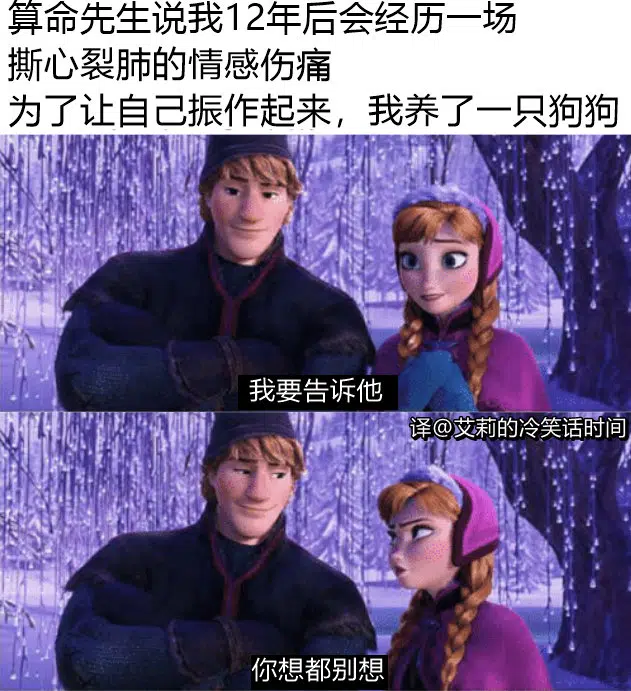 算命先生说我12年后会经历一场
撕心裂肺的情感伤痛
为了让自己振作起来，我养了一只狗狗
我要告诉他
译@艾莉的冷笑话时间
你想都别想